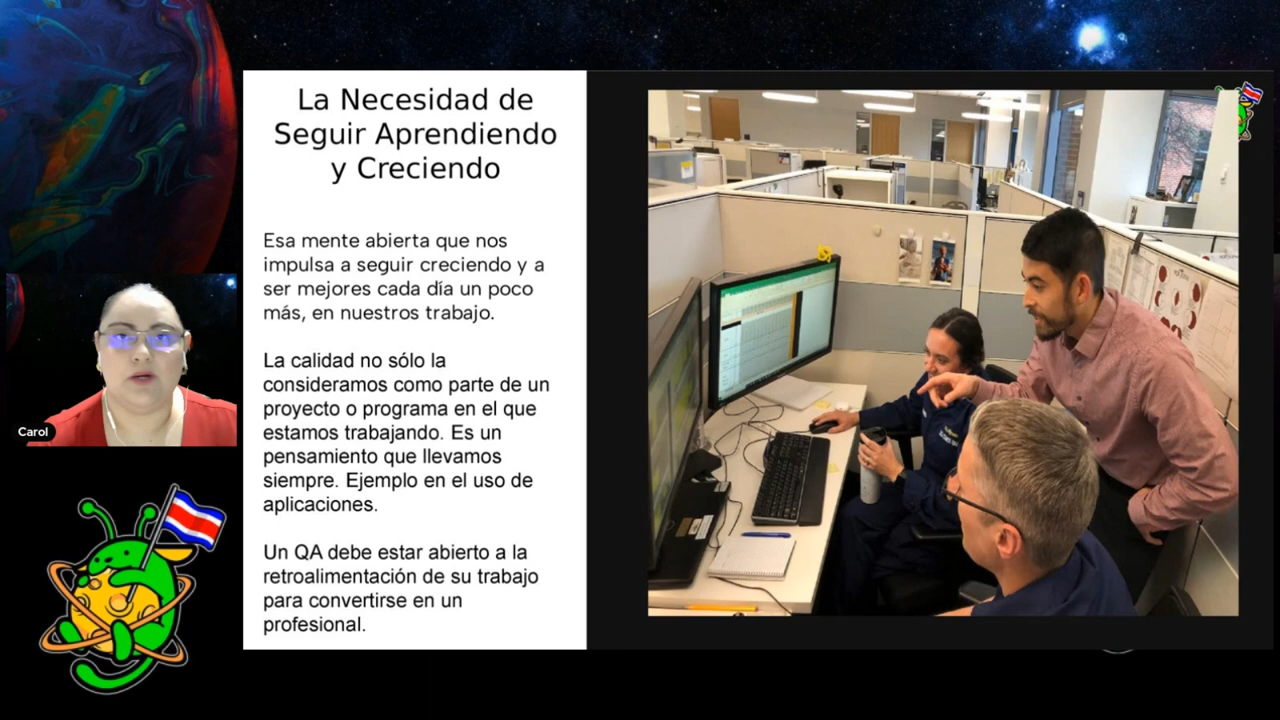 La Necesidad de
Seguir Aprendiendo
y Creciendo
Esa mente abierta que nos
impulsa a seguir creciendo y a
ser mejores cada día un poco
más, en nuestros trabajo.
La calidad no sólo la
consideramos como parte de un
proyecto o programa en el que
estamos trabajando. Es un
pensamiento que llevamos
siempre. Ejemplo en el uso de
aplicaciones.
Un QA debe estar abierto a la
retroalimentación de su trabajo
para convertirse en un
profesional.
Carol